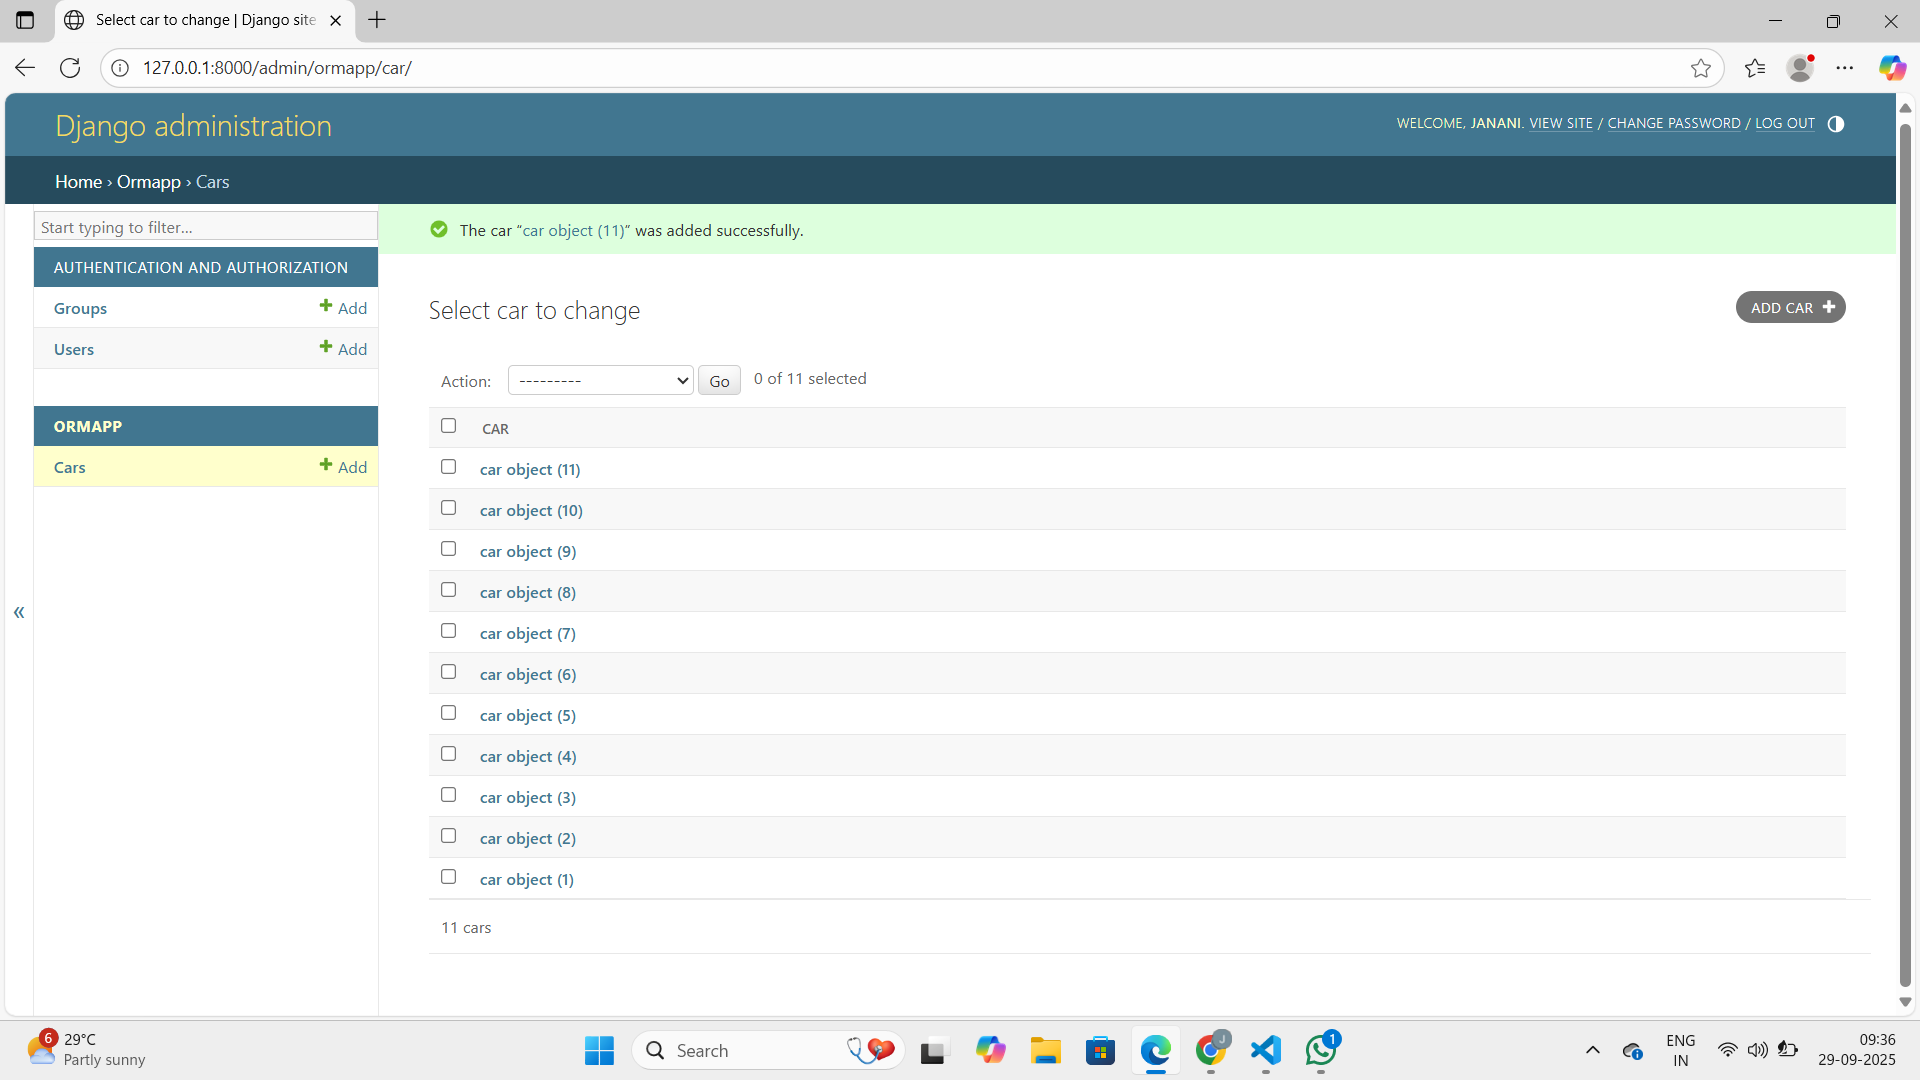 Select car to change | Django site
127.0.0.1:8000/admin/ormapp/car/
Django administration
WELCOME, JANANI. VIEW SITE / CHANGE PASSWORD / LOG OUT
Home › Ormapp › Cars
Start typing to filter...
AUTHENTICATION AND AUTHORIZATION
Groups
Add
Users
Add
ORMAPP
Cars
Add
«
The car “car object (11)” was added successfully.
Select car to change
ADD CAR
Action:
---------
Go
0 of 11 selected
CAR
car object (11)
car object (10)
car object (9)
car object (8)
car object (7)
car object (6)
car object (5)
car object (4)
car object (3)
car object (2)
car object (1)
11 cars
6
29°C
Partly sunny
Search
J
1
ENG
IN
09:36
29-09-2025